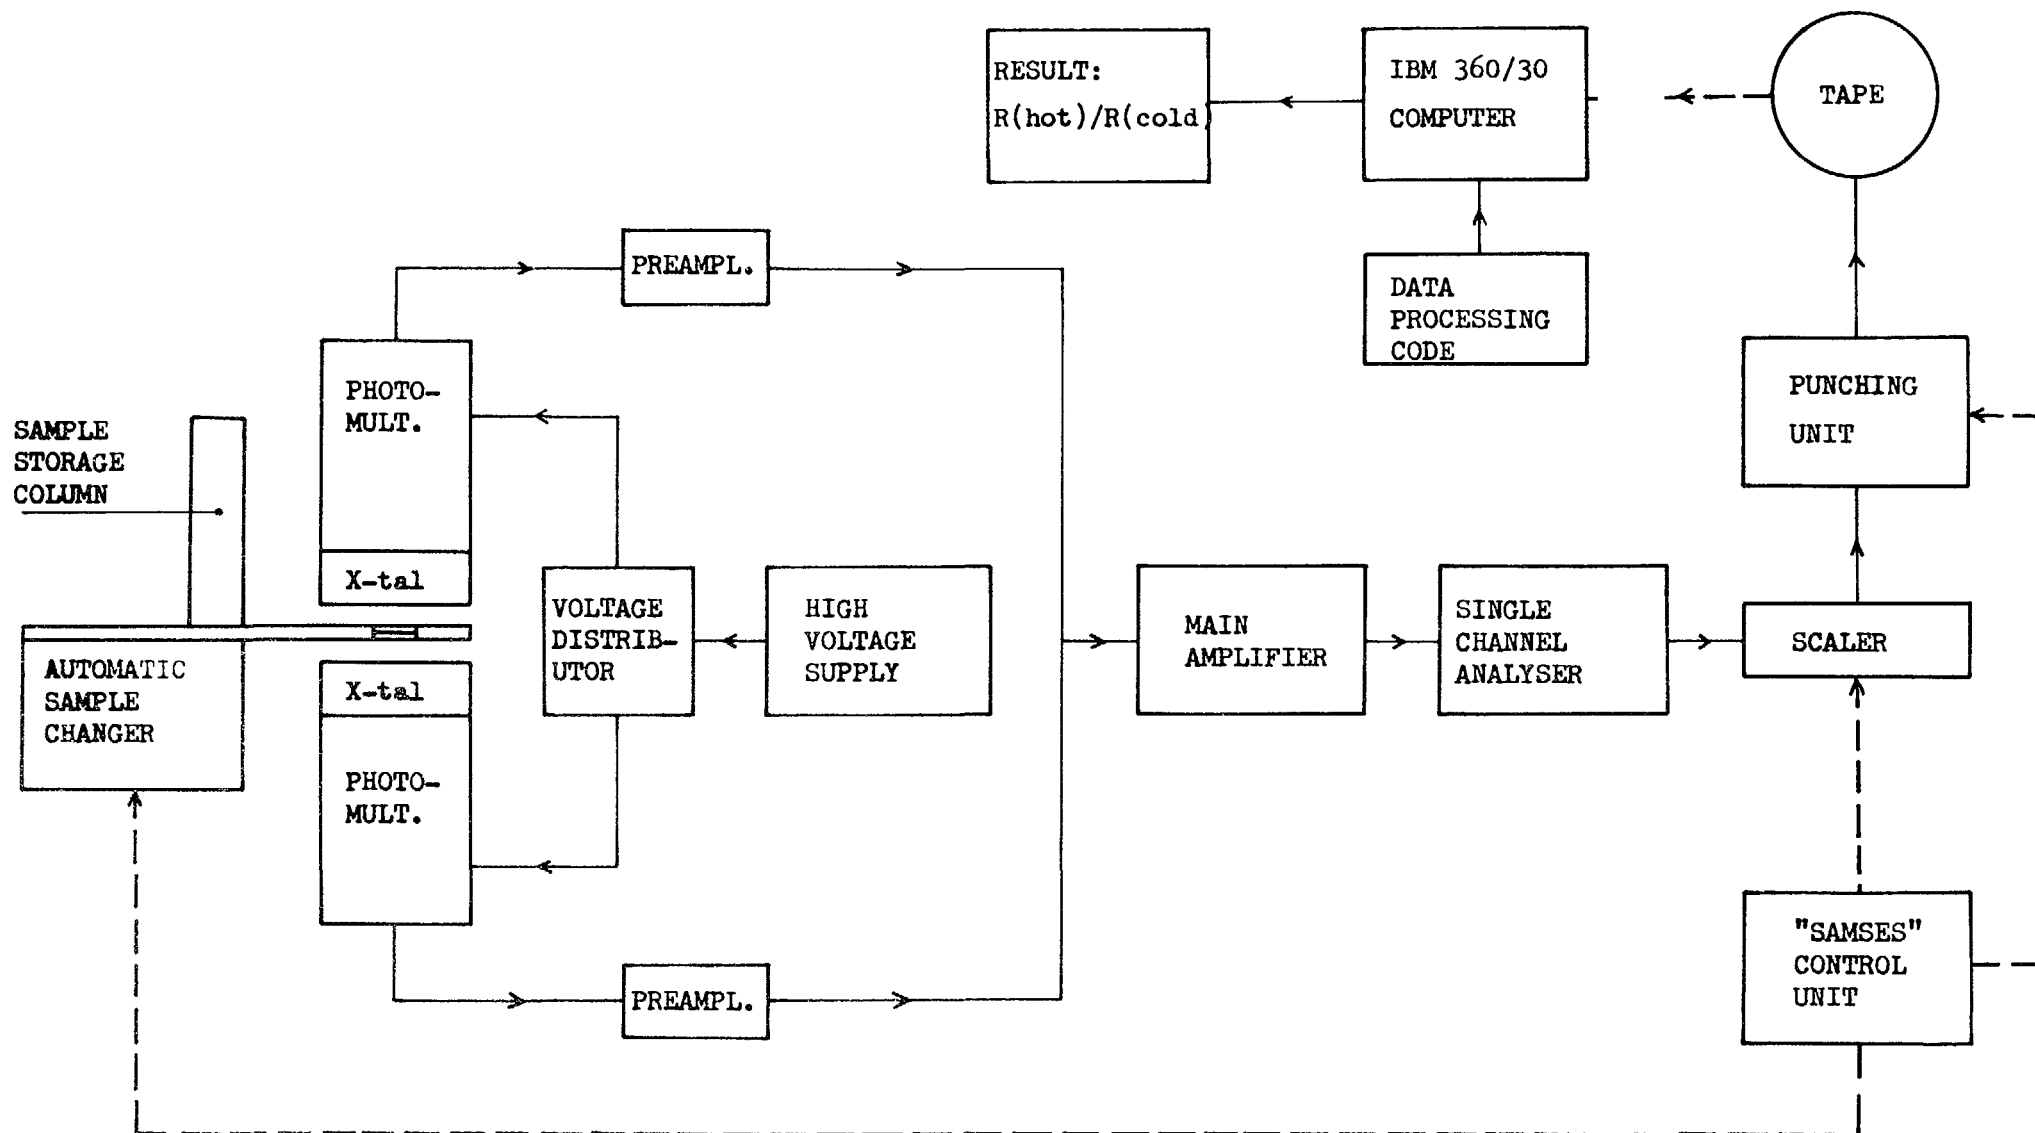 RESULT:
R(hot)/R(cold)
IBM 360/30
COMPUTER
TAPE
PREAMPL.
DATA
PROCESSING
CODE
PHOTO-
MULT.
PUNCHING
UNIT
SAMPLE
STORAGE
COLUMN
X-tal
VOLTAGE
DISTRIB-
UTOR
HIGH
VOLTAGE
SUPPLY
MAIN
AMPLIFIER
SINGLE
CHANNEL
ANALYSER
SCALER
AUTOMATIC
SAMPLE
CHANGER
X-tal
PHOTO-
MULT.
"SAMSES"
CONTROL
UNIT
PREAMPL.